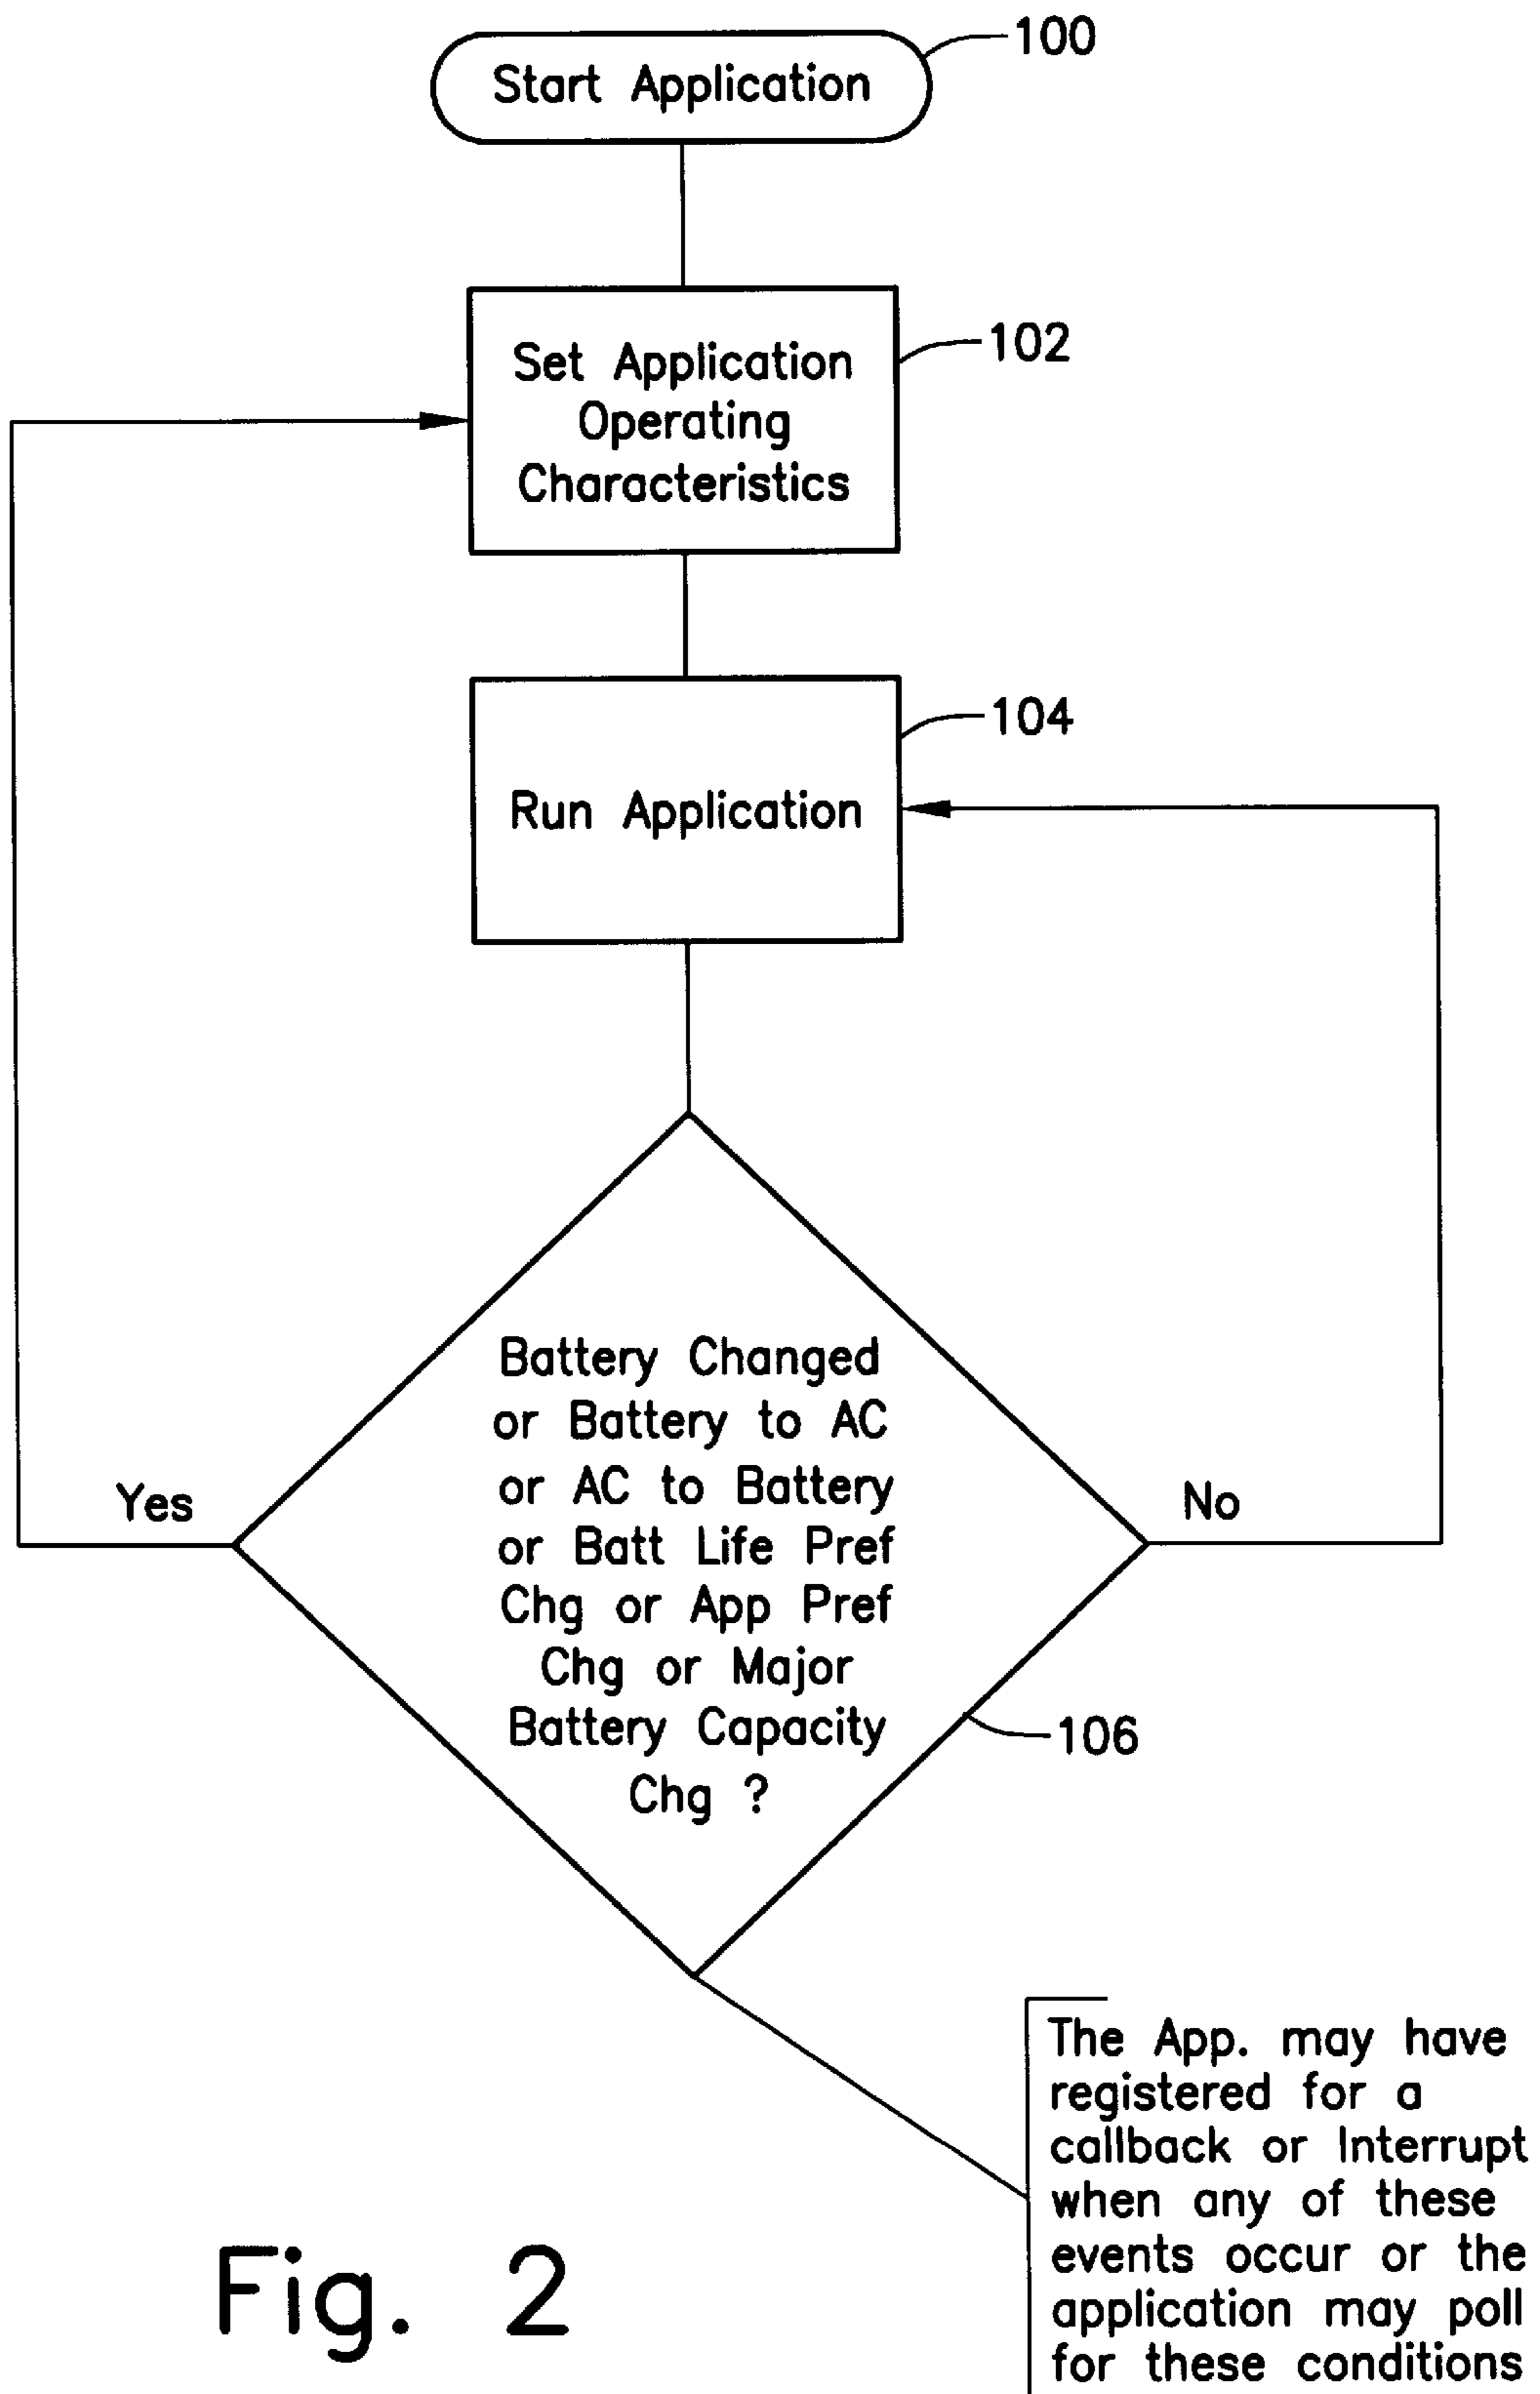 100
Start Application
102
Set Application
Operating
Characteristics
104
Run Application
Battery Changed
or Battery to AC
or AC to Battery
or Batt Life Pref
Chg or App Pref
Chg or Major
Battery Capacity
Chg ?
Yes
No
106
The App. may have
registered for a
callback or Interrupt
when any of these
events occur or the
application may poll
for these conditions
Fig. 2